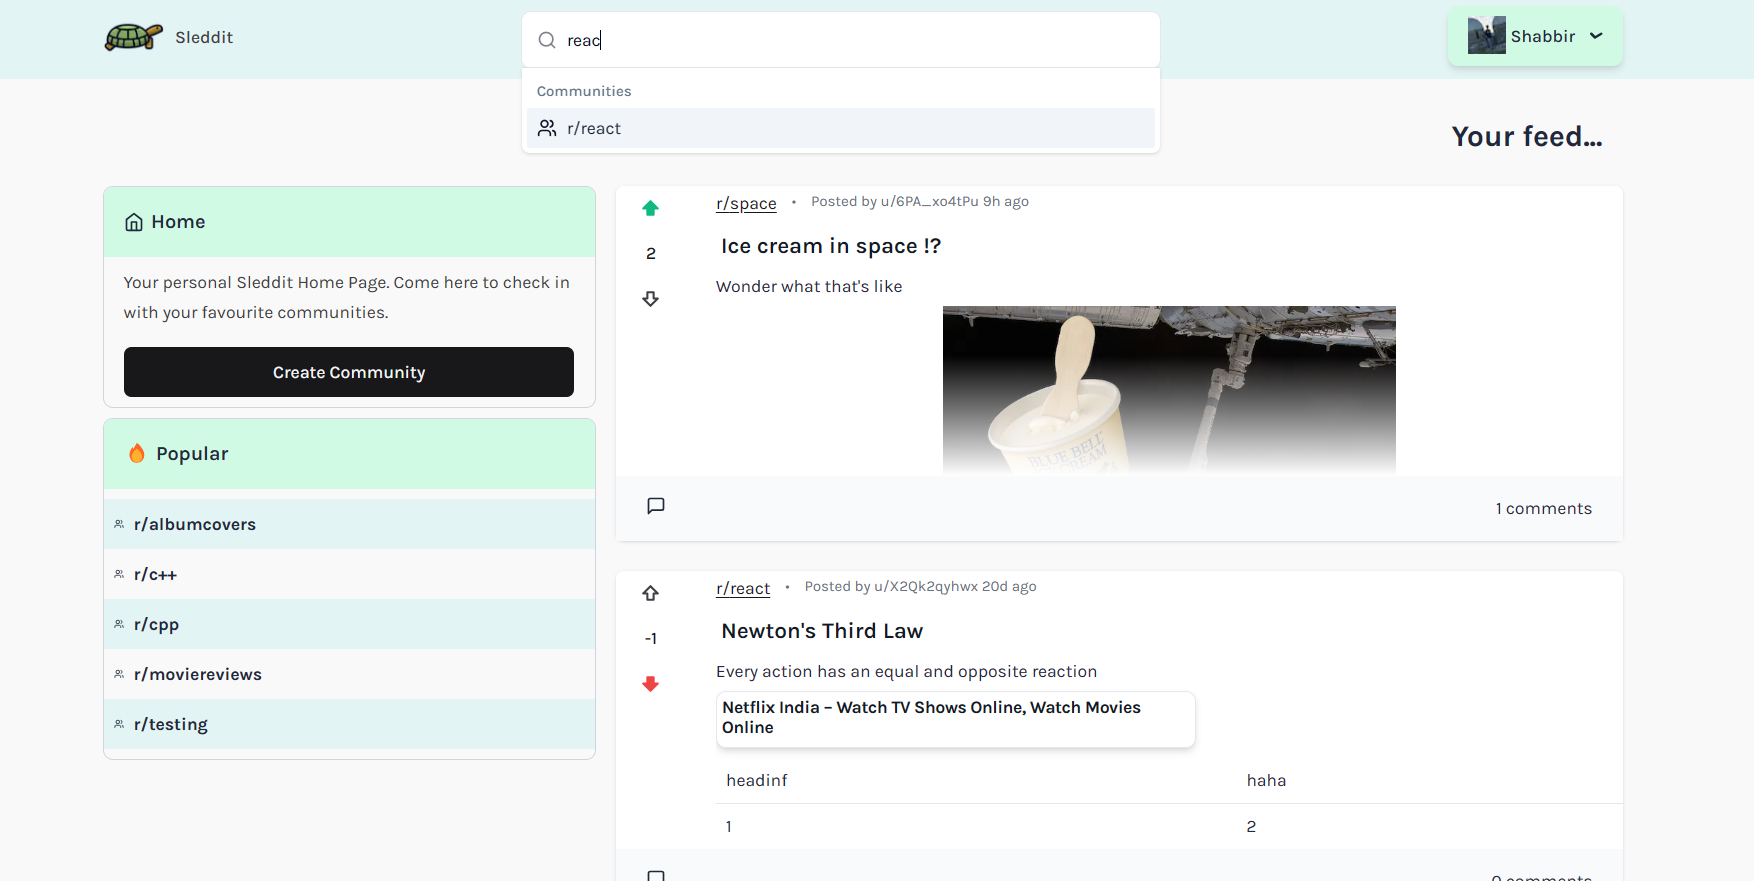 Sleddit
reac
Shabbir
Communities
r/react
Your feed...
Home
Your personal Sleddit Home Page. Come here to check in
with your favourite communities.
Create Community
Popular
r/albumcovers
r/c++
r/cpp
r/moviereviews
r/testing
r/space • Posted by u/6PA_xo4tPu 9h ago
2
Ice cream in space !?
Wonder what that's like
BLUE BELL
ICE CREAM
1 comments
r/react • Posted by u/X2Qk2qyhwx 20d ago
-1
Newton's Third Law
Every action has an equal and opposite reaction
Netflix India – Watch TV Shows Online, Watch Movies
Online
headinf haha
1 2
0 comments